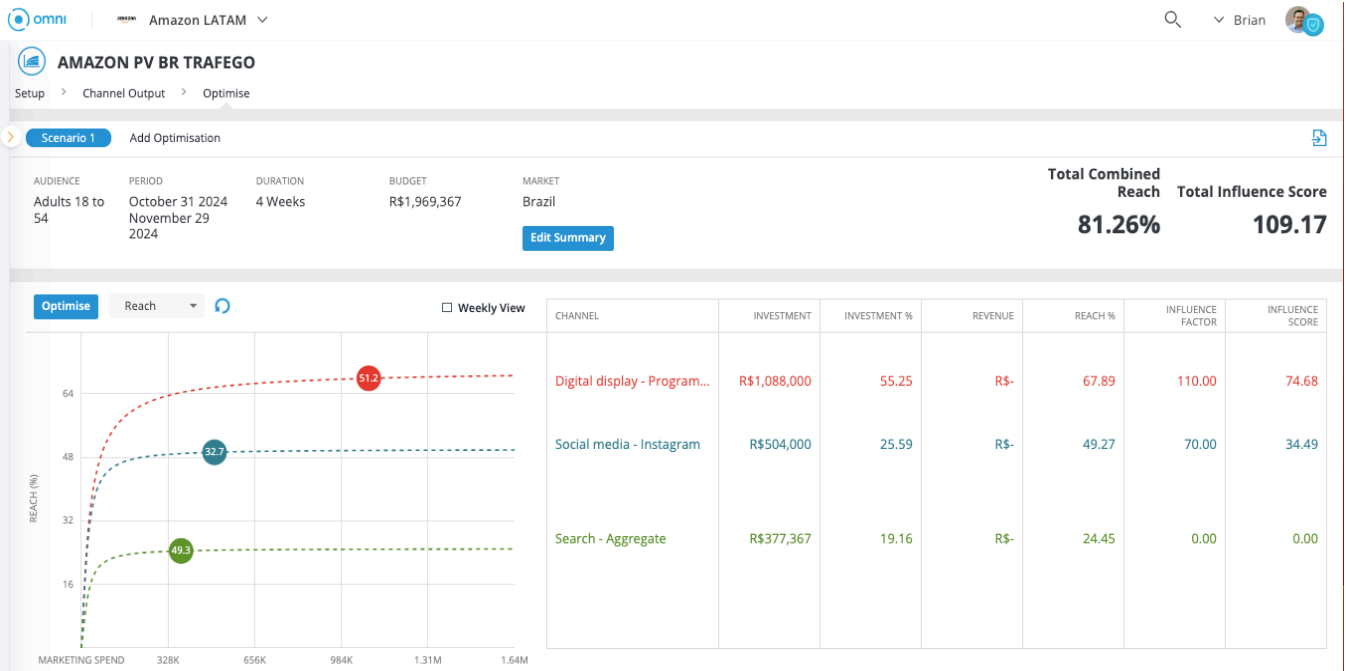 omni
amazon Amazon LATAM
Brian
AMAZON PV BR TRAFEGO
Setup > Channel Output > Optimise
Scenario 1 Add Optimisation
AUDIENCE PERIOD DURATION BUDGET MARKET
Adults 18 to 54 October 31 2024 November 29 2024 4 Weeks R$1,969,367 Brazil
Edit Summary
Total Combined Reach Total Influence Score
81.26% 109.17
Optimise Reach Weekly View
CHANNEL INVESTMENT INVESTMENT % REVENUE REACH % INFLUENCE FACTOR INFLUENCE SCORE
Digital display - Program... R$1,088,000 55.25 R$- 67.89 110.00 74.68
Social media - Instagram R$504,000 25.59 R$- 49.27 70.00 34.49
Search - Aggregate R$377,367 19.16 R$- 24.45 0.00 0.00
REACH (%)
64
48
32
16
51.2
32.7
49.3
MARKETING SPEND 328K 656K 984K 1.31M 1.64M